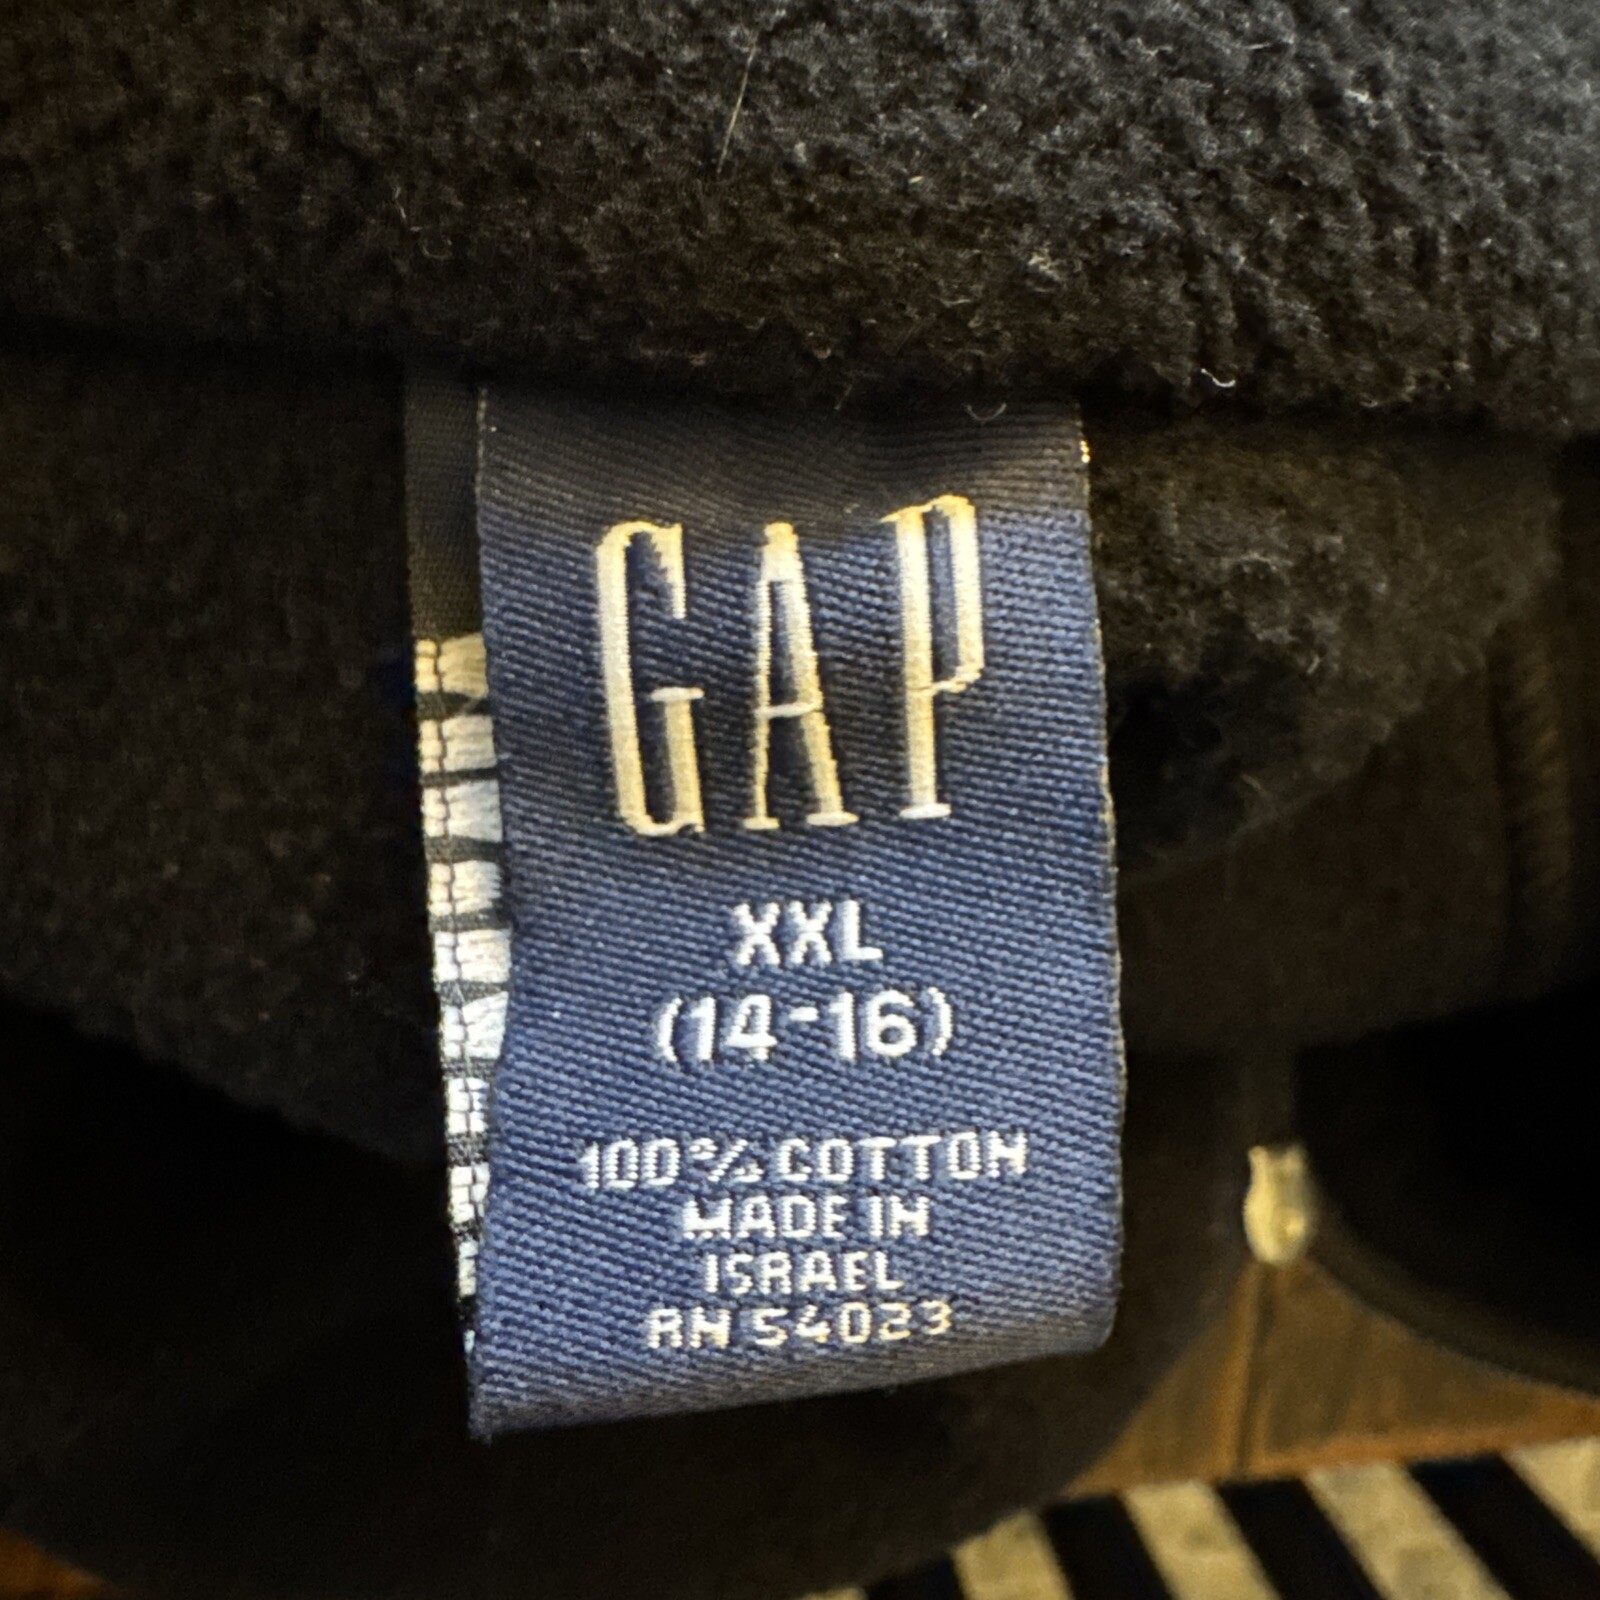 GAP
XXL
(14-16)
100% COTTON
MADE IN
ISRAEL
RN 54023